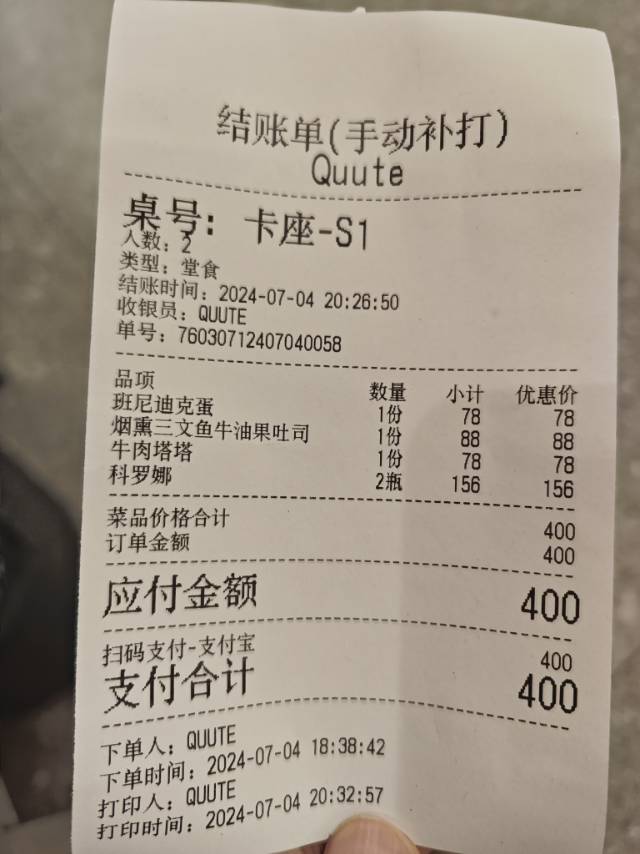 结账单(手动补打)
Quute
桌号: 卡座-S1
人数: 2
类型: 堂食
结账时间: 2024-07-04 20:26:50
收银员: QUUTE
单号: 76030712407040058
品项 数量 小计 优惠价
班尼迪克蛋 1份 78 78
烟熏三文鱼牛油果吐司 1份 88 88
牛肉塔塔 1份 78 78
科罗娜 2瓶 156 156
菜品价格合计 400
订单金额 400
应付金额 400
扫码支付-支付宝 400
支付合计 400
下单人: QUUTE
下单时间: 2024-07-04 18:38:42
打印人: QUUTE
打印时间: 2024-07-04 20:32:57